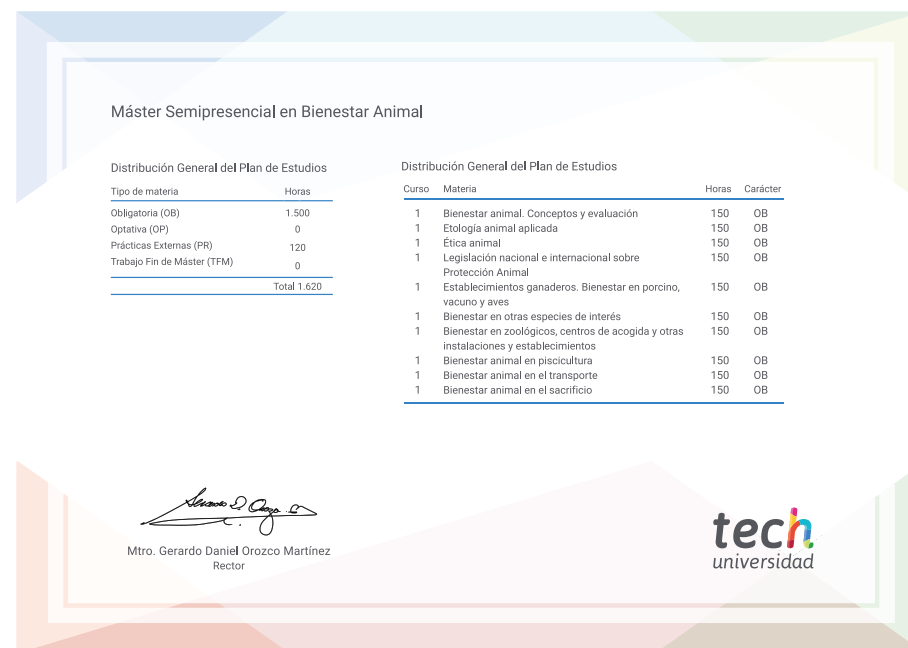 Máster Semipresencial en Bienestar Animal
Distribución General del Plan de Estudios
Tipo de materia Horas
Obligatoria (OB) 1.500
Optativa (OP) 0
Prácticas Externas (PR) 120
Trabajo Fin de Máster (TFM) 0
Total 1.620
Distribución General del Plan de Estudios
Curso Materia Horas Carácter
1 Bienestar animal. Conceptos y evaluación 150 OB
1 Etología animal aplicada 150 OB
1 Ética animal 150 OB
1 Legislación nacional e internacional sobre 150 OB
Protección Animal
1 Establecimientos ganaderos. Bienestar en porcino, 150 OB
vacuno y aves
1 Bienestar en otras especies de interés 150 OB
1 Bienestar en zoológicos, centros de acogida y otras 150 OB
instalaciones y establecimientos
1 Bienestar animal en piscicultura 150 OB
1 Bienestar animal en el transporte 150 OB
1 Bienestar animal en el sacrificio 150 OB
Mtro. Gerardo Daniel Orozco Martínez
Rector
tech
universidad